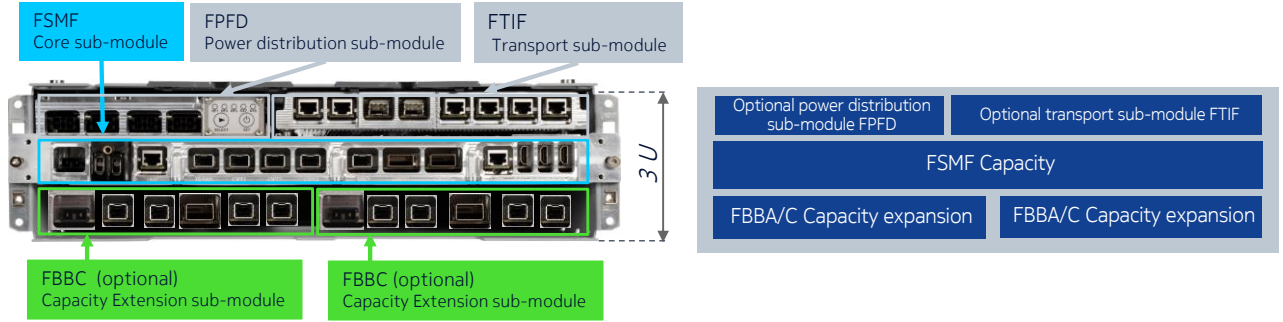 FSMF
Core sub-module
FPFD
Power distribution sub-module
FTIF
Transport sub-module
3 U
FBBC (optional)
Capacity Extension sub-module
FBBC (optional)
Capacity Extension sub-module
Optional power distribution
sub-module FPFD
Optional transport sub-module FTIF
FSMF Capacity
FBBA/C Capacity expansion
FBBA/C Capacity expansion